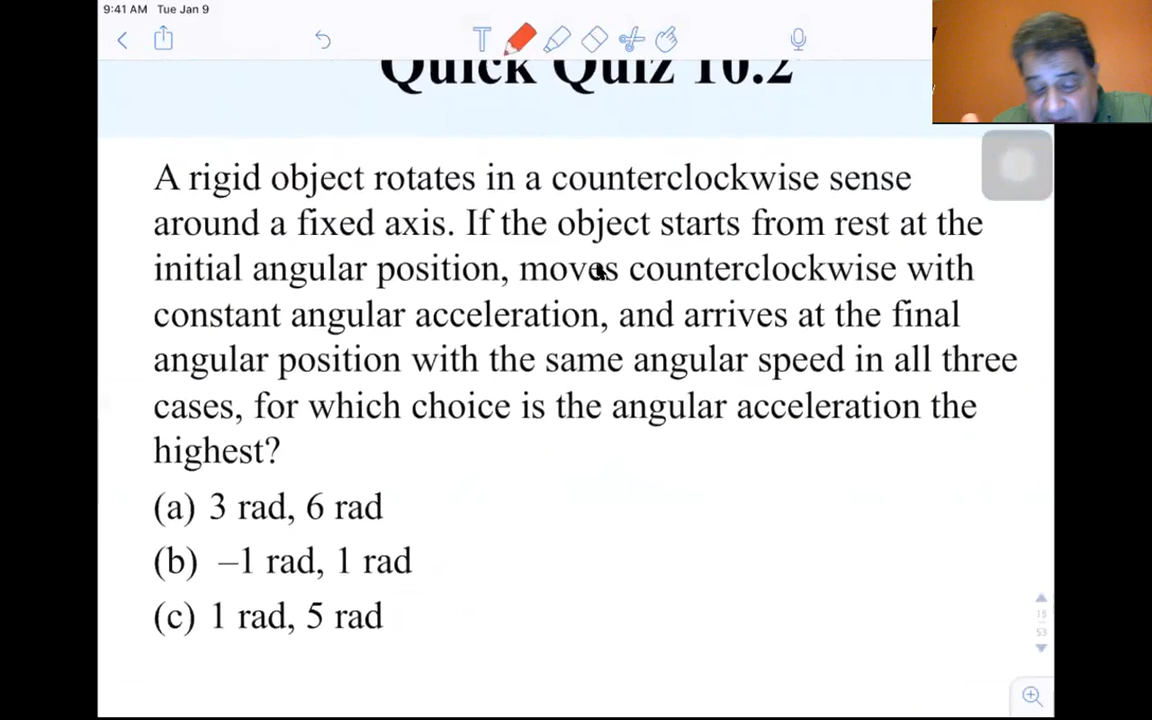 9:41 AM Tue Jan 9
Quick Quiz 10.2
A rigid object rotates in a counterclockwise sense
around a fixed axis. If the object starts from rest at the
initial angular position, moves counterclockwise with
constant angular acceleration, and arrives at the final
angular position with the same angular speed in all three
cases, for which choice is the angular acceleration the
highest?
(a) 3 rad, 6 rad
(b) –1 rad, 1 rad
(c) 1 rad, 5 rad
15
53